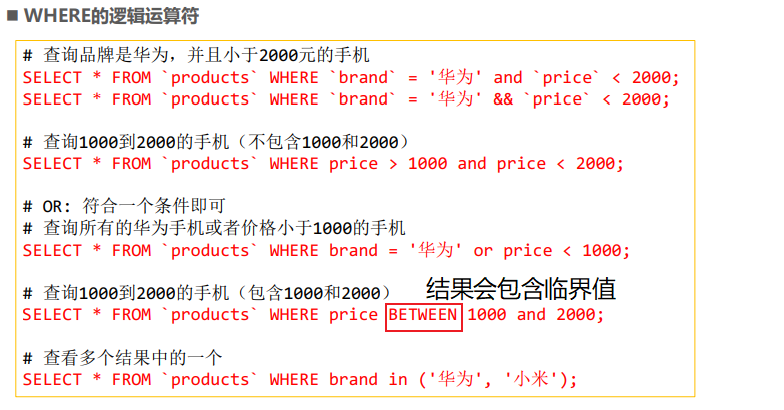 ■ WHERE的逻辑运算符
# 查询品牌是华为，并且小于2000元的手机
SELECT * FROM `products` WHERE `brand` = '华为' and `price` < 2000;
SELECT * FROM `products` WHERE `brand` = '华为' && `price` < 2000;
# 查询1000到2000的手机（不包含1000和2000）
SELECT * FROM `products` WHERE price > 1000 and price < 2000;
# OR: 符合一个条件即可
# 查询所有的华为手机或者价格小于1000的手机
SELECT * FROM `products` WHERE brand = '华为' or price < 1000;
# 查询1000到2000的手机（包含1000和2000）
结果会包含临界值
SELECT * FROM `products` WHERE price BETWEEN 1000 and 2000;
# 查看多个结果中的一个
SELECT * FROM `products` WHERE brand in ('华为', '小米');